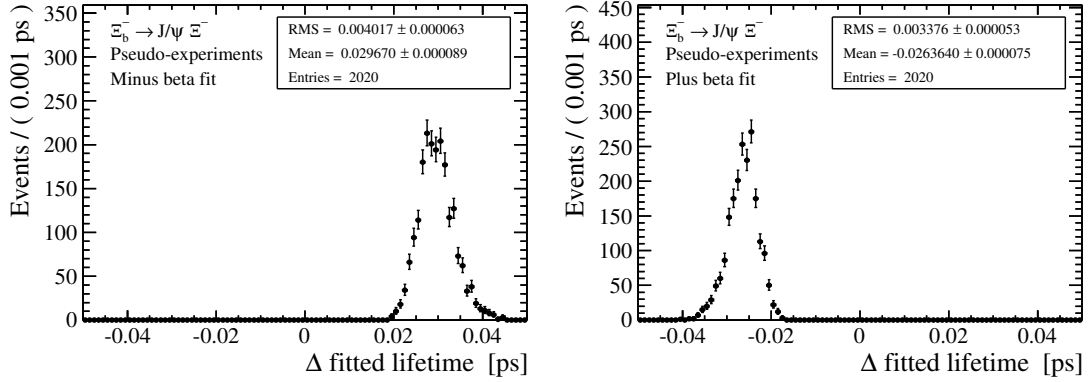 Events / ( 0.001 ps )
350
300
250
200
150
100
50
0
Ξb⁻ → J/ψ Ξ⁻
Pseudo-experiments
Minus beta fit
RMS = 0.004017 ± 0.000063
Mean = 0.029670 ± 0.000089
Entries = 2020
-0.04 -0.02 0 0.02 0.04
Δ fitted lifetime [ps]
Events / ( 0.001 ps )
450
400
350
300
250
200
150
100
50
0
Ξb⁻ → J/ψ Ξ⁻
Pseudo-experiments
Plus beta fit
RMS = 0.003376 ± 0.000053
Mean = -0.0263640 ± 0.000075
Entries = 2020
-0.04 -0.02 0 0.02 0.04
Δ fitted lifetime [ps]